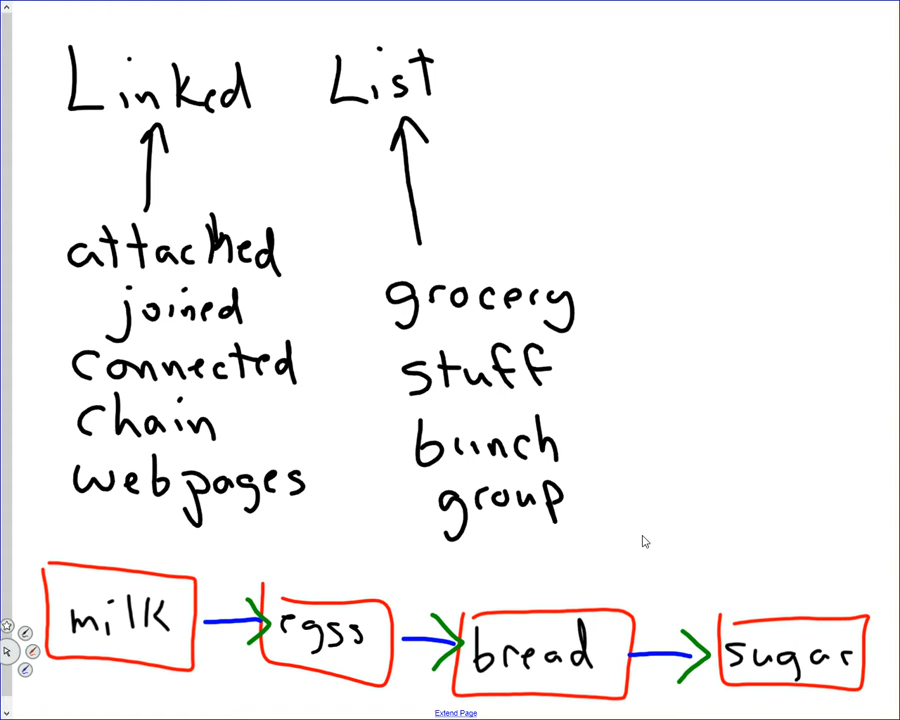 Linked List
attached
joined
connected
chain
webpages
grocery
stuff
bunch
group
milk
eggs
bread
sugar
Extend Page